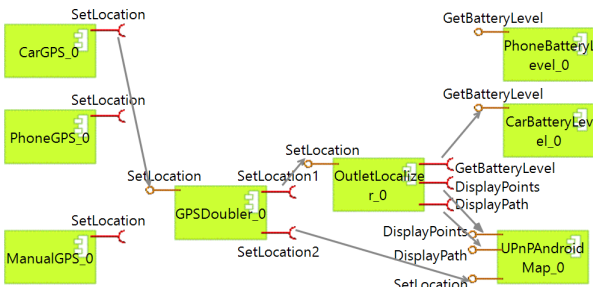 SetLocation
CarGPS_0
SetLocation
PhoneGPS_0
SetLocation
ManualGPS_0
SetLocation
GPSDoubler_0
SetLocation1
SetLocation2
SetLocation
OutletLocalize
r_0
GetBatteryLevel
DisplayPoints
DisplayPath
GetBatteryLevel
PhoneBatteryL
evel_0
GetBatteryLevel
CarBatteryLev
el_0
DisplayPoints
DisplayPath
SetLocation
UPnPAndroid
Map_0